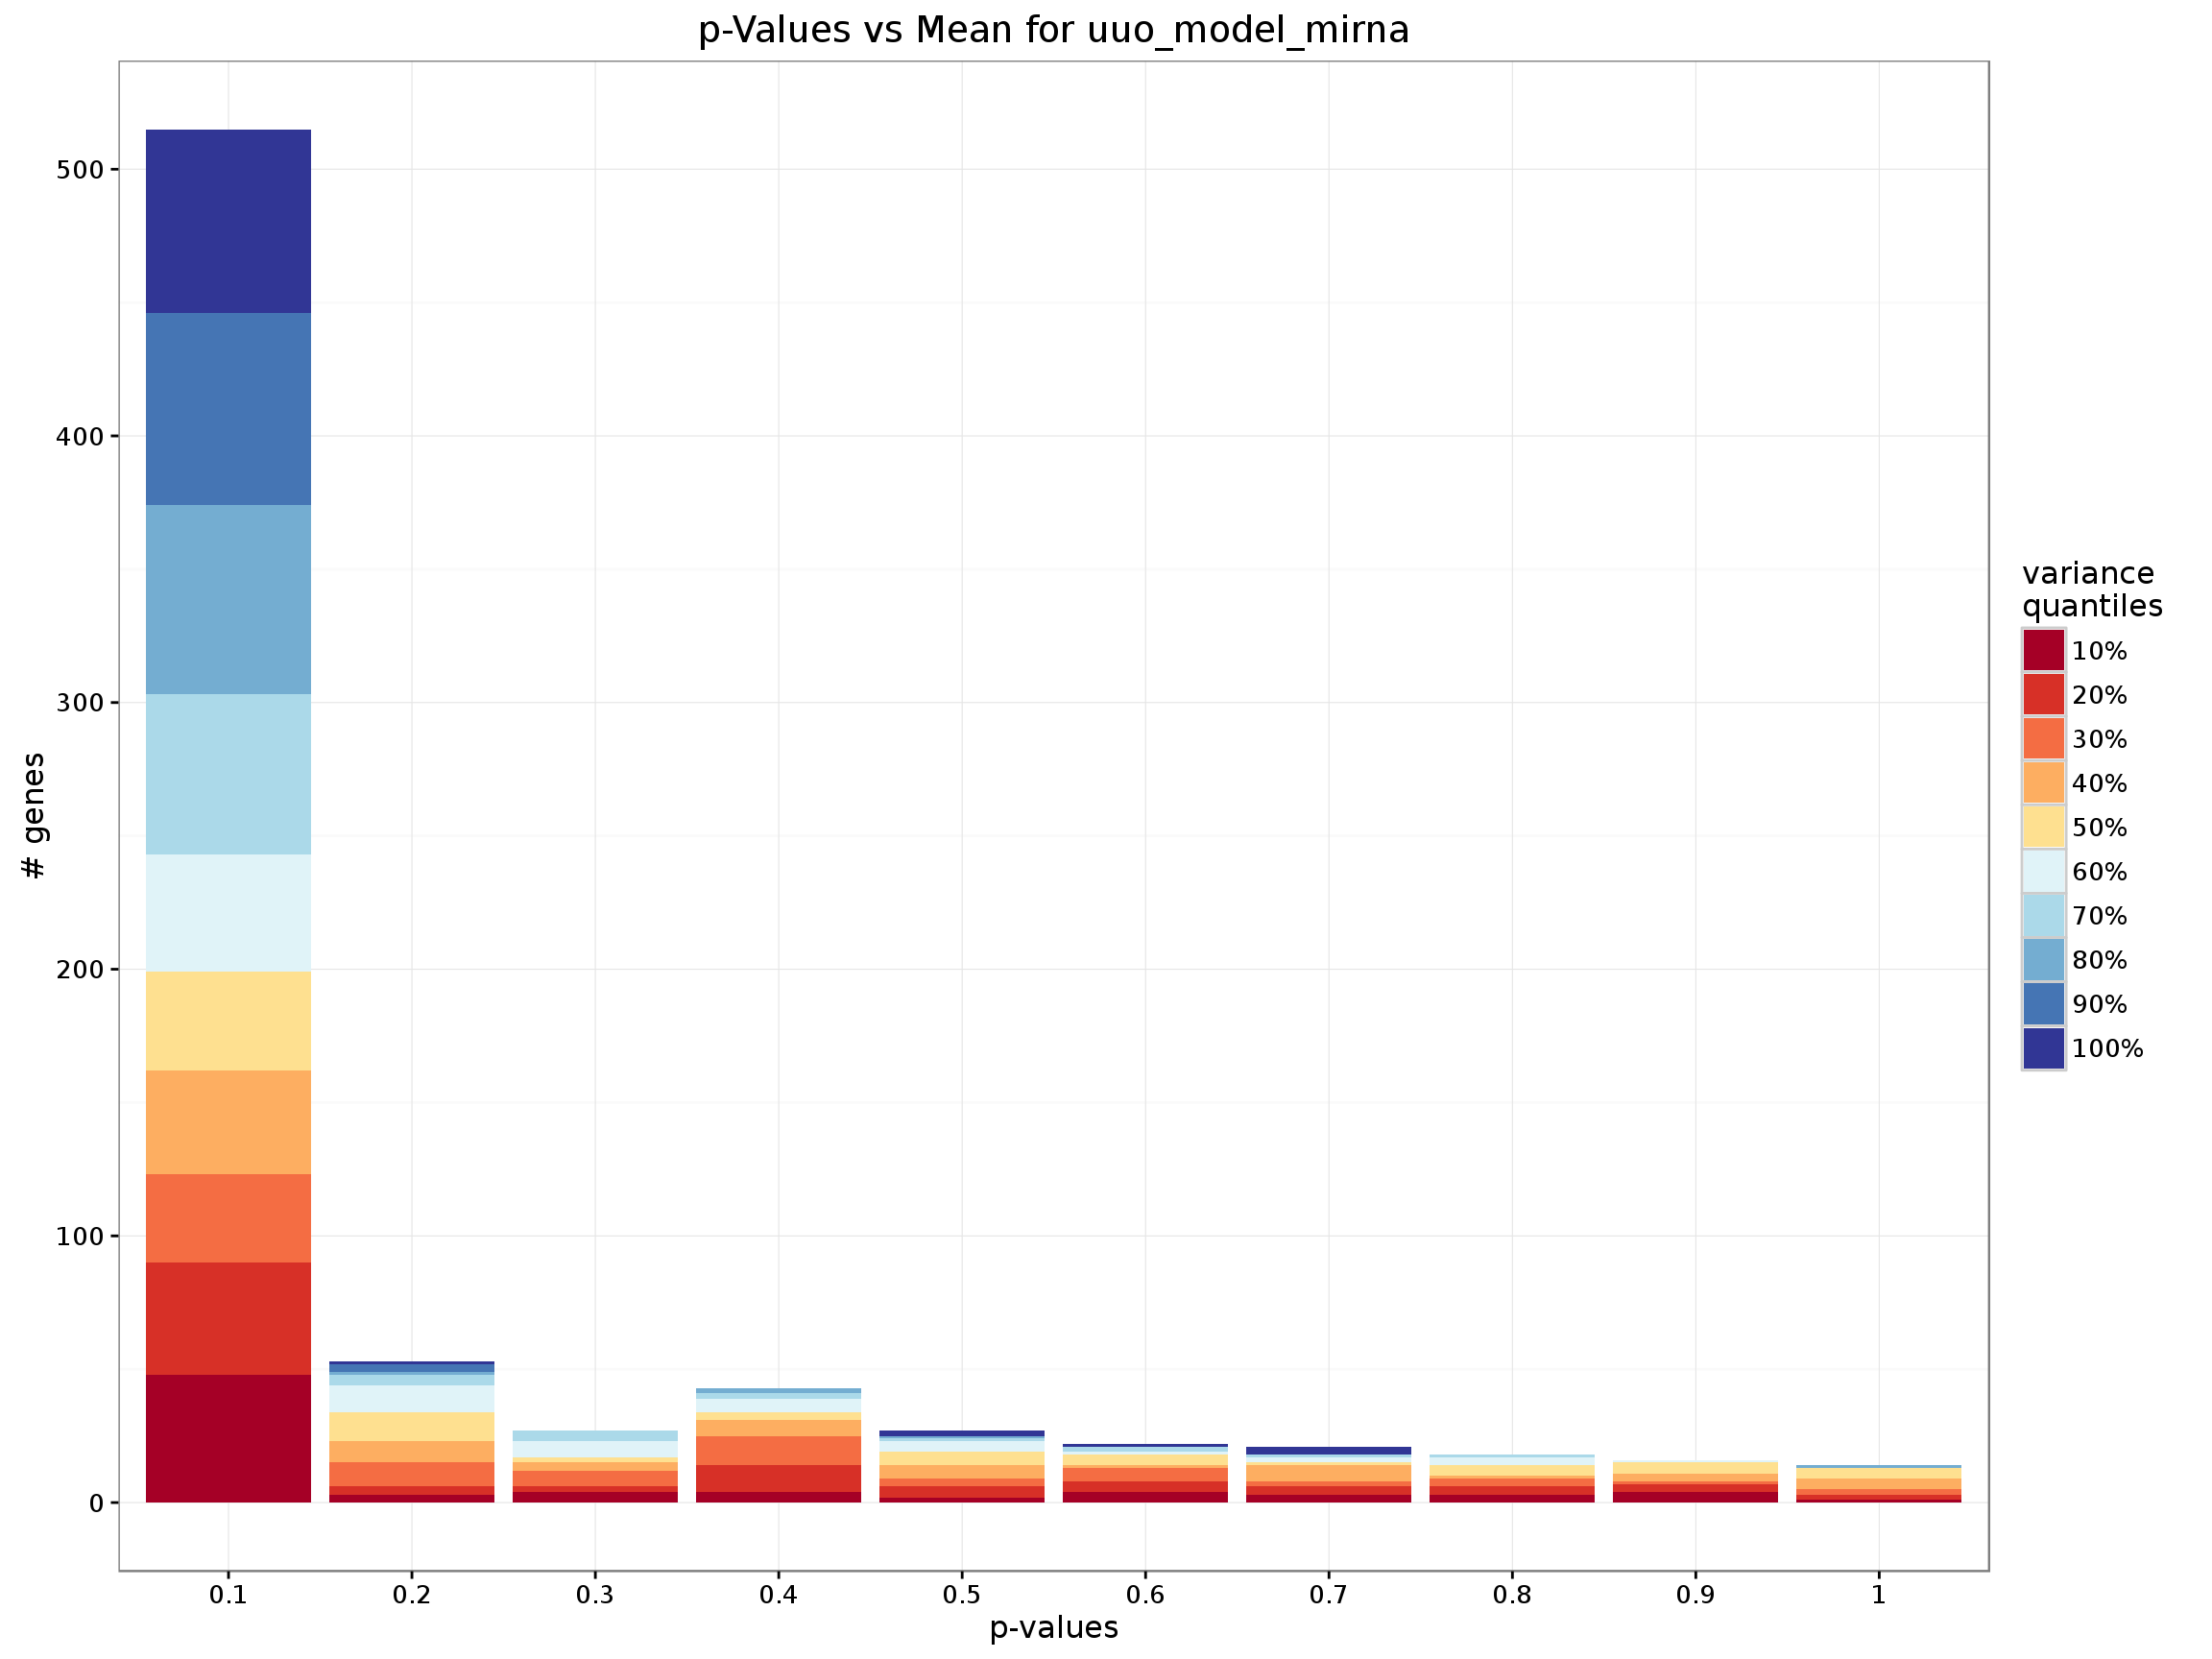 p-Values vs Mean for uuo_model_mirna
500
400
300
200
100
0
# genes
0.1 0.2 0.3 0.4 0.5 0.6 0.7 0.8 0.9 1
p-values
variance
quantiles
10%
20%
30%
40%
50%
60%
70%
80%
90%
100%